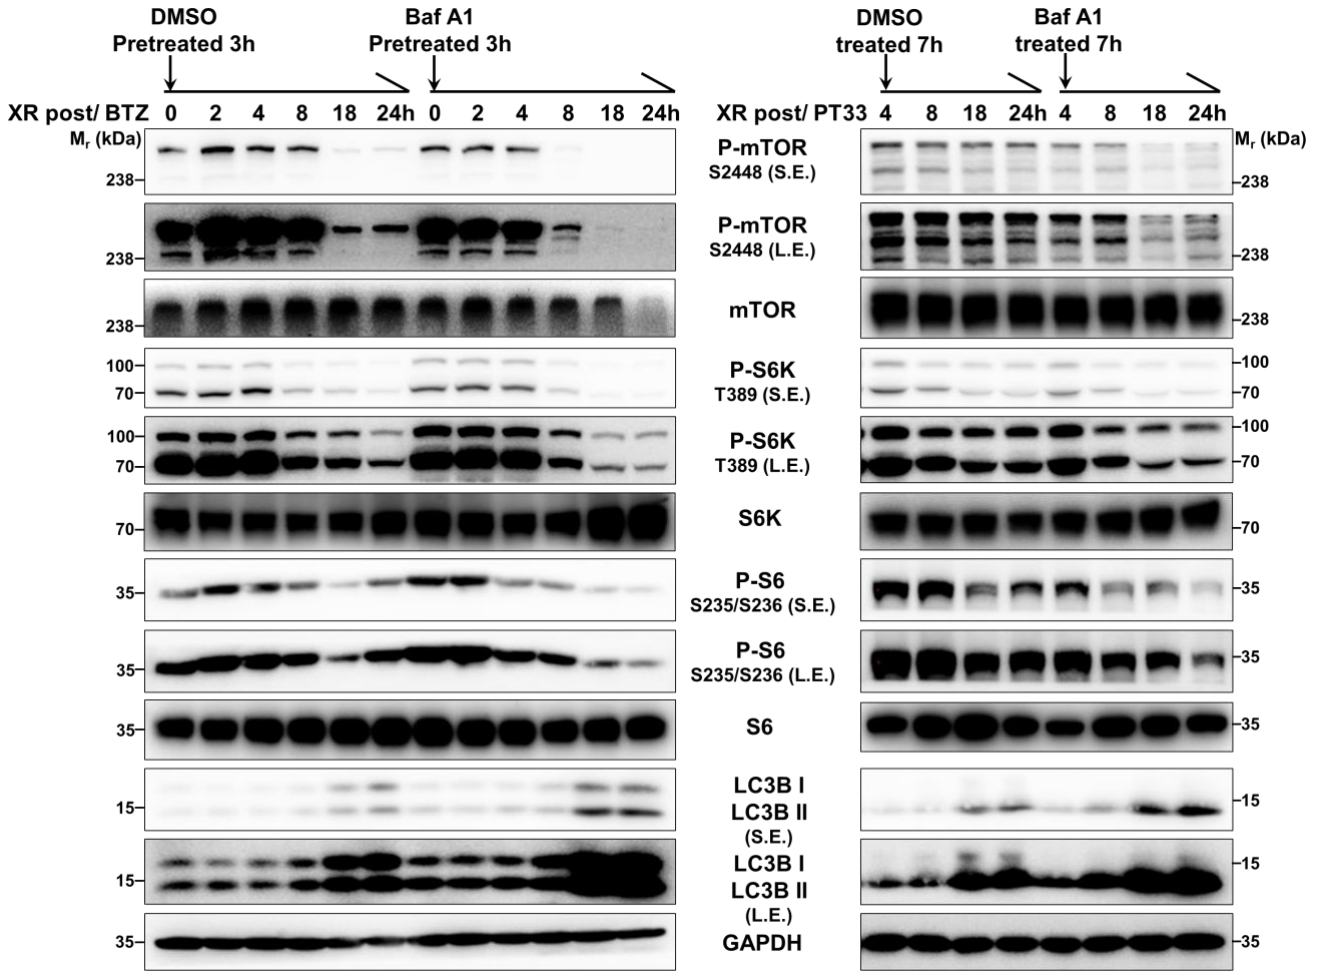 DMSO
Pretreated 3h
Baf A1
Pretreated 3h
DMSO
treated 7h
Baf A1
treated 7h
XR post/ BTZ 0 2 4 8 18 24h 0 2 4 8 18 24h
XR post/ PT33 4 8 18 24h 4 8 18 24h
Mr (kDa)
Mr (kDa)
238
P-mTOR
S2448 (S.E.)
238
238
P-mTOR
S2448 (L.E.)
238
238
mTOR
238
100
70
P-S6K
T389 (S.E.)
100
70
100
70
P-S6K
T389 (L.E.)
100
70
70
S6K
70
35
P-S6
S235/S236 (S.E.)
35
35
P-S6
S235/S236 (L.E.)
35
35
S6
35
15
LC3B I
LC3B II
(S.E.)
15
15
LC3B I
LC3B II
(L.E.)
15
35
GAPDH
35